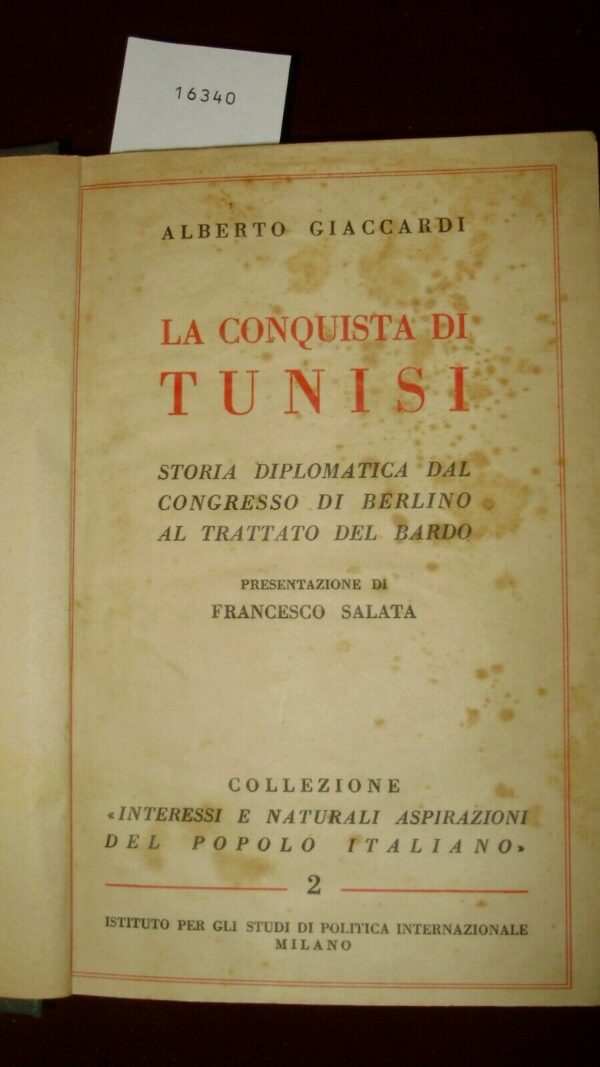 16340
ALBERTO GIACCARDI
LA CONQUISTA DI
TUNISI
STORIA DIPLOMATICA DAL
CONGRESSO DI BERLINO
AL TRATTATO DEL BARDO
PRESENTAZIONE DI
FRANCESCO SALATA
COLLEZIONE
«INTERESSI E NATURALI ASPIRAZIONI
DEL POPOLO ITALIANO»
2
ISTITUTO PER GLI STUDI DI POLITICA INTERNAZIONALE
MILANO